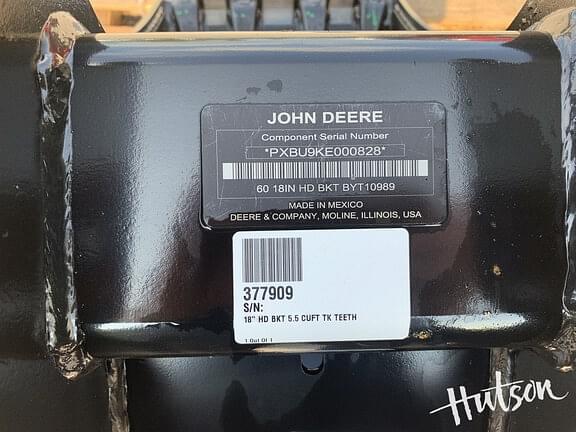 JOHN DEERE
Component Serial Number
*PXBU9KE000828*
60 18IN HD BKT BYT10989
MADE IN MEXICO
DEERE & COMPANY, MOLINE, ILLINOIS, USA
377909
S/N:
18" HD BKT 5.5 CUFT TK TEETH
1 Out Of 1
Hutson